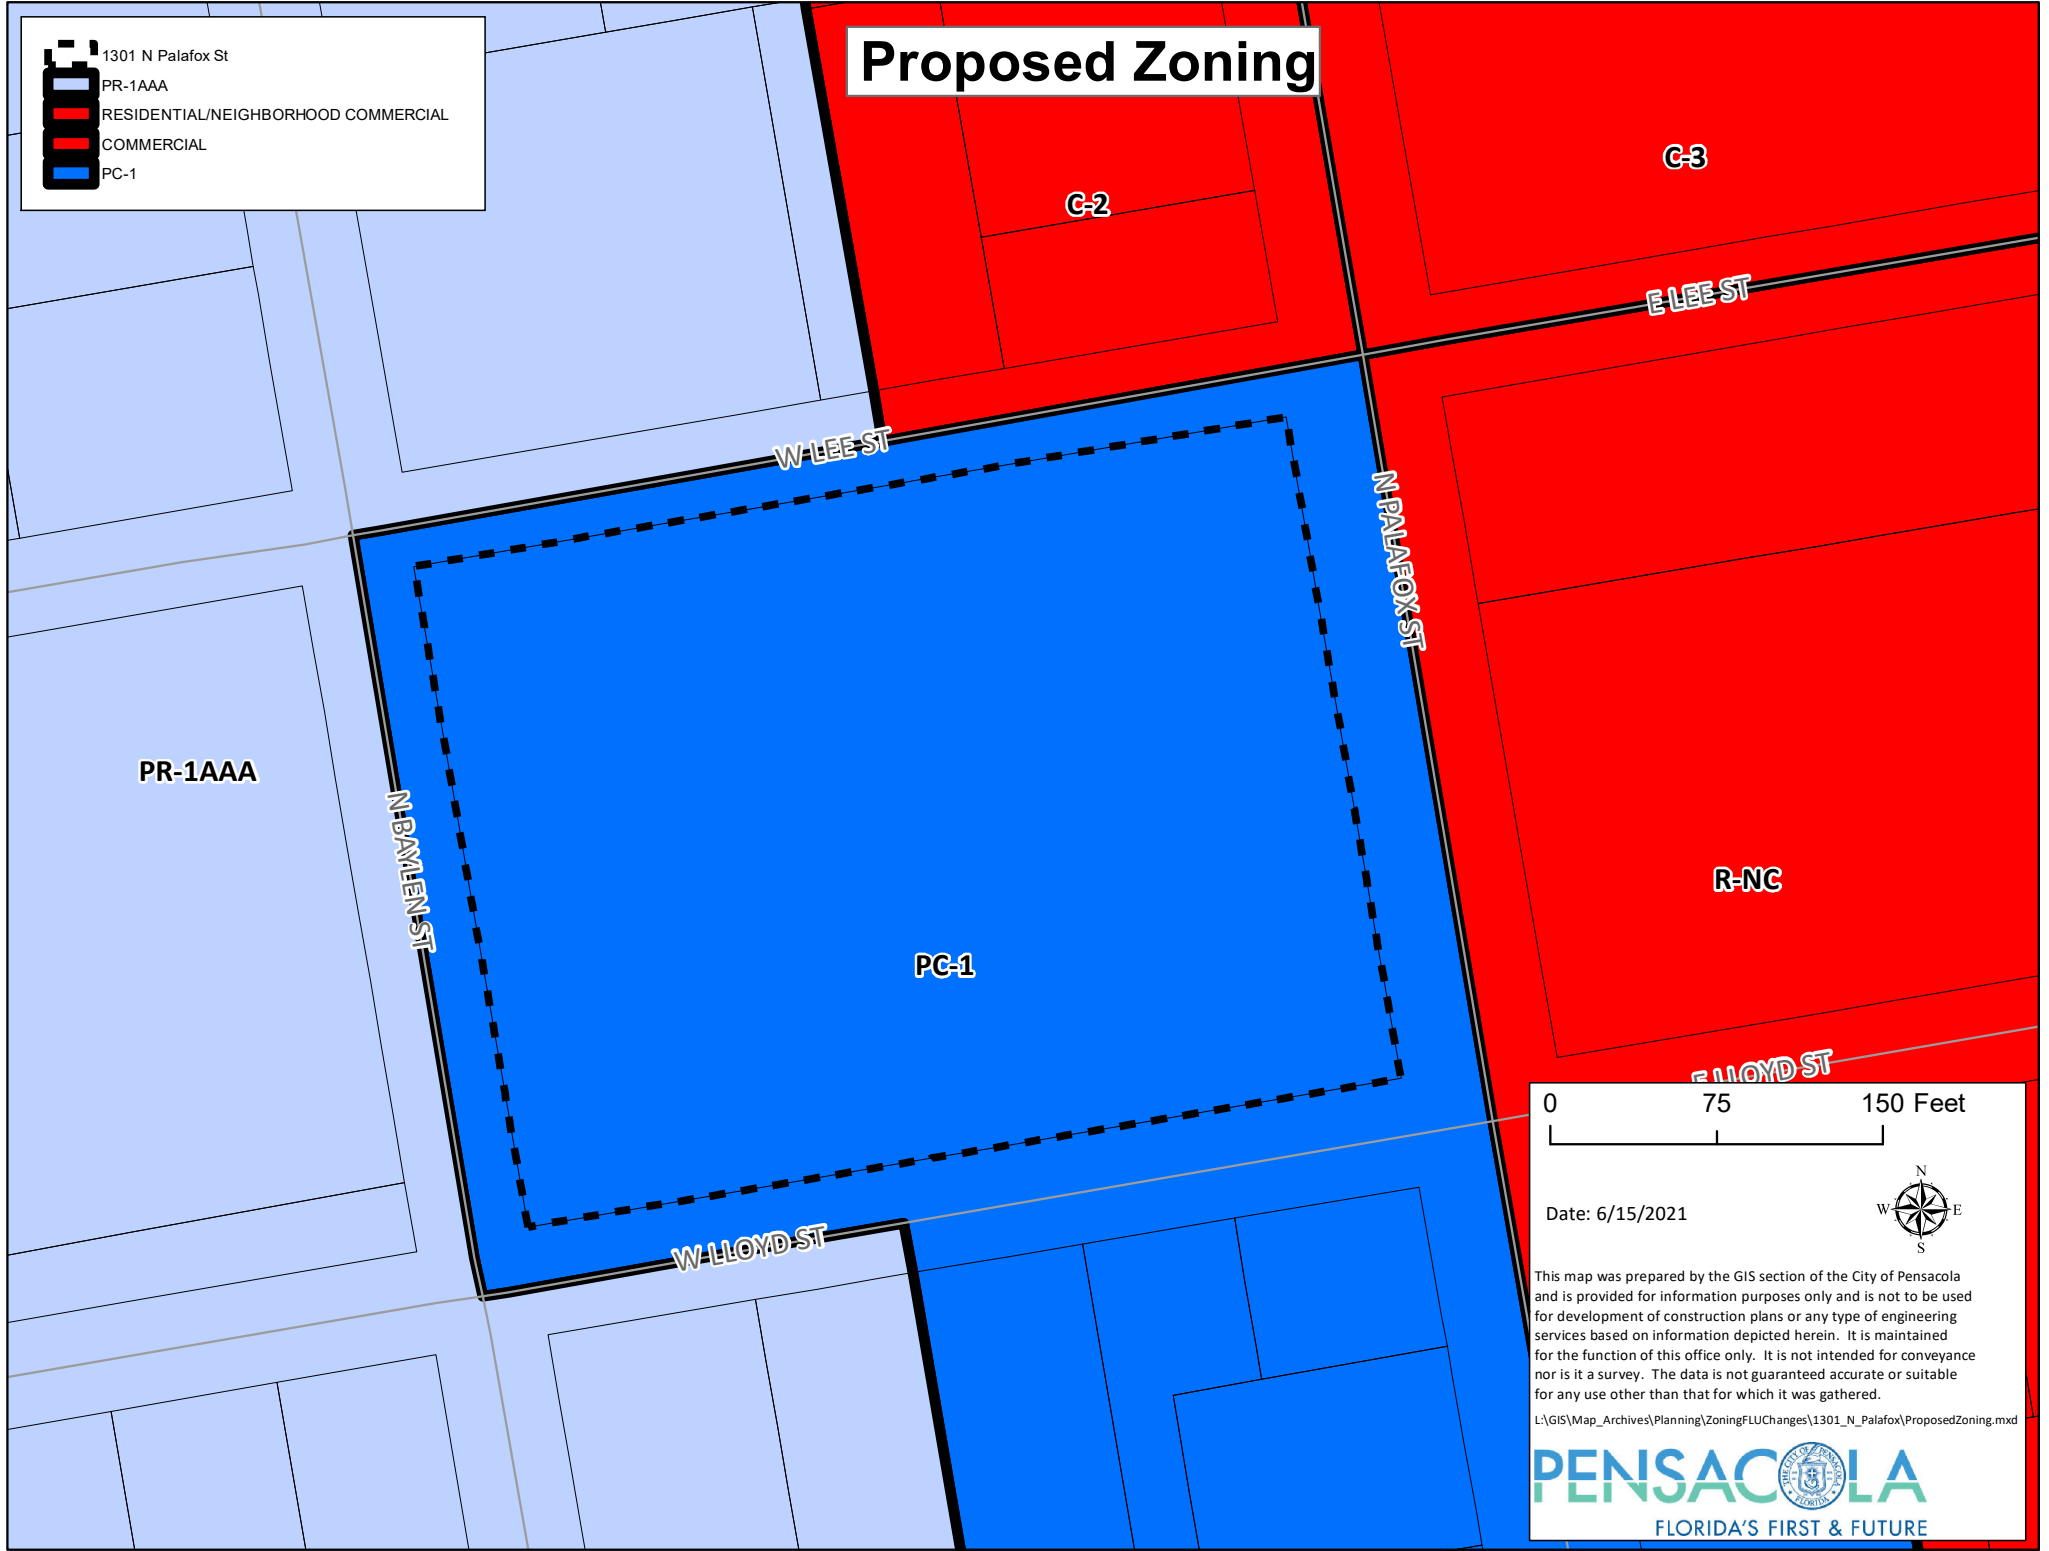 Proposed Zoning
1301 N Palafox St
PR-1AAA
RESIDENTIAL/NEIGHBORHOOD COMMERCIAL
COMMERCIAL
PC-1
C-3
C-2
E LEE ST
W LEE ST
N PALAFOX ST
PR-1AAA
N BAYLEN ST
R-NC
PC-1
E LLOYD ST
W LLOYD ST
0 75 150 Feet
N
W E
S
Date: 6/15/2021
This map was prepared by the GIS section of the City of Pensacola
and is provided for information purposes only and is not to be used
for development of construction plans or any type of engineering
services based on information depicted herein. It is maintained
for the function of this office only. It is not intended for conveyance
nor is it a survey. The data is not guaranteed accurate or suitable
for any use other than that for which it was gathered.
L:\GIS\Map_Archives\Planning\ZoningFLUChanges\1301_N_Palafox\ProposedZoning.mxd
PENSACOLA
THE CITY OF PENSACOLA
FLORIDA
FLORIDA'S FIRST & FUTURE